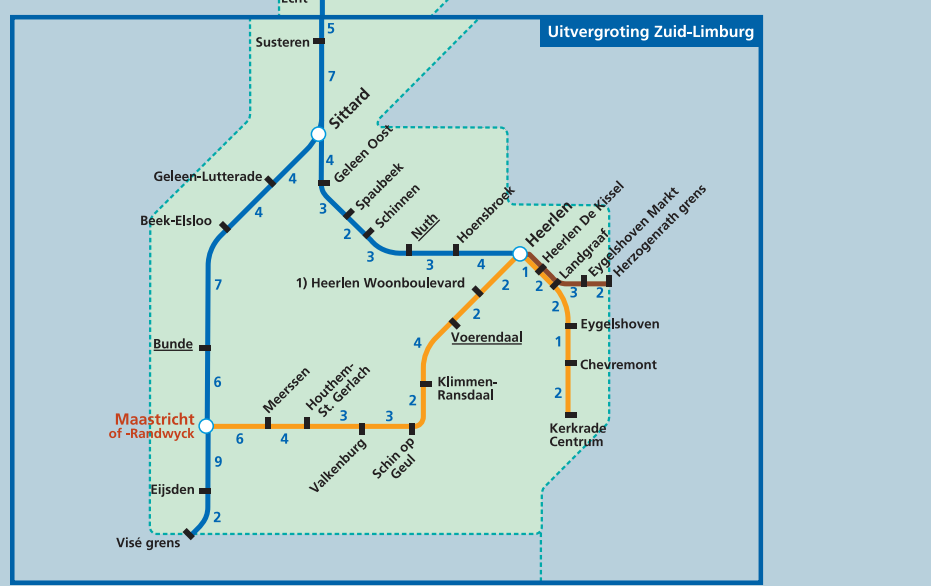 Echt
Uitvergroting Zuid-Limburg
5
Susteren
7
Sittard
4
Geleen Oost
Geleen-Lutterade
4
Spaubeek
3
Schinnen
4
Beek-Elsloo
2
Nuth
Hoensbroek
3
3
4
Heerlen
Heerlen De Kissel
Landgraaf
Eygelshoven Markt
Herzogenrath grens
1
2
3
2
7
1) Heerlen Woonboulevard
2
2
2
Eygelshoven
Voerendaal
4
1
Bunde
Chevremont
6
Klimmen-
Ransdaal
2
2
Meerssen
Houthem-
St. Gerlach
3
3
Maastricht
of -Randwyck
6
4
Valkenburg
Schin op
Geul
Kerkrade
Centrum
9
Eijsden
2
Visé grens